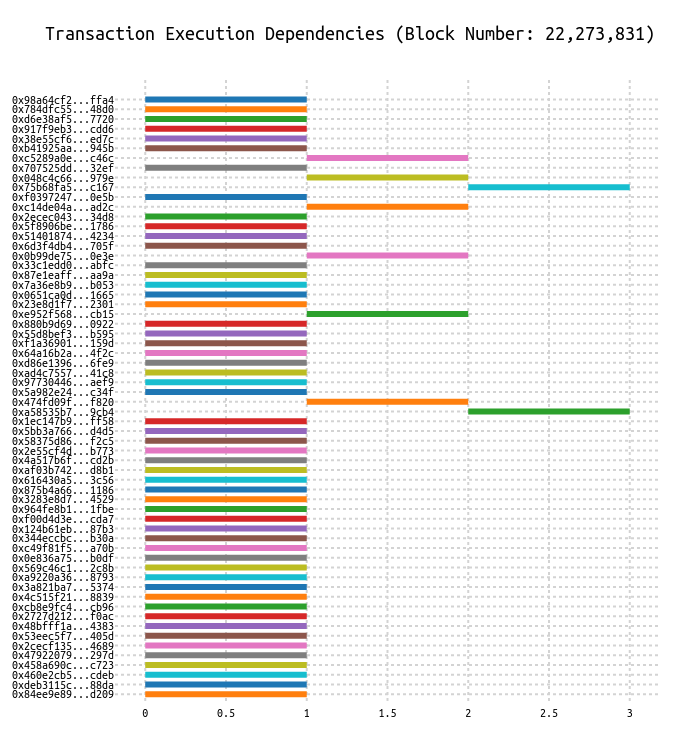 Transaction Execution Dependencies (Block Number: 22,273,831)
0x98a64cf2...ffa4
0x784dfc55...48d0
0xd6e38af5...7720
0x917f9eb3...cdd6
0x38e55cf6...ed7c
0xb41925aa...945b
0xc5289a0e...c46c
0x707525dd...32ef
0x048c4c66...979e
0x75b68fa5...c167
0xf0397247...0e5b
0xc14de04a...ad2c
0x2ecec043...34d8
0x5f8906be...1786
0x51401874...4234
0x6d3f4db4...705f
0x0b99de75...0e3e
0x33c1edd0...abfc
0x87e1eaff...aa9a
0x7a36e8b9...b053
0x0651ca0d...1665
0x23e8d1f7...2301
0xe952f568...cb15
0x880b9d69...0922
0x55d8bef3...b595
0xf1a36901...159d
0x64a16b2a...4f2c
0xd86e1396...6fe9
0xad4c7557...41c8
0x97730446...aef9
0x5a982e24...c34f
0x474fd09f...f820
0xa58535b7...9cb4
0x1ec147b9...ff58
0x5bb3a766...d4d5
0x58375d86...f2c5
0x2e55cf4d...b773
0x4a517b6f...cd2b
0xaf03b742...d8b1
0x616430a5...3c56
0x875b4a66...1186
0x3283e8d7...4529
0x964fe8b1...1fbe
0xf00d4d3e...cda7
0x124b61eb...87b3
0x344eccbc...b30a
0xc49f81f5...a70b
0x0e836a75...b0df
0x569c46c1...2c8b
0xa9220a36...8793
0x3a821ba7...5374
0x4c515f21...8839
0xcb8e9fc4...cb96
0x2727d212...f0ac
0x48bfff1a...4383
0x53eec5f7...405d
0x2cecf135...4689
0x47922079...297d
0x458a690c...c723
0x460e2cb5...cdeb
0xdeb3115c...88da
0x84ee9e89...d209
0 0.5 1 1.5 2 2.5 3